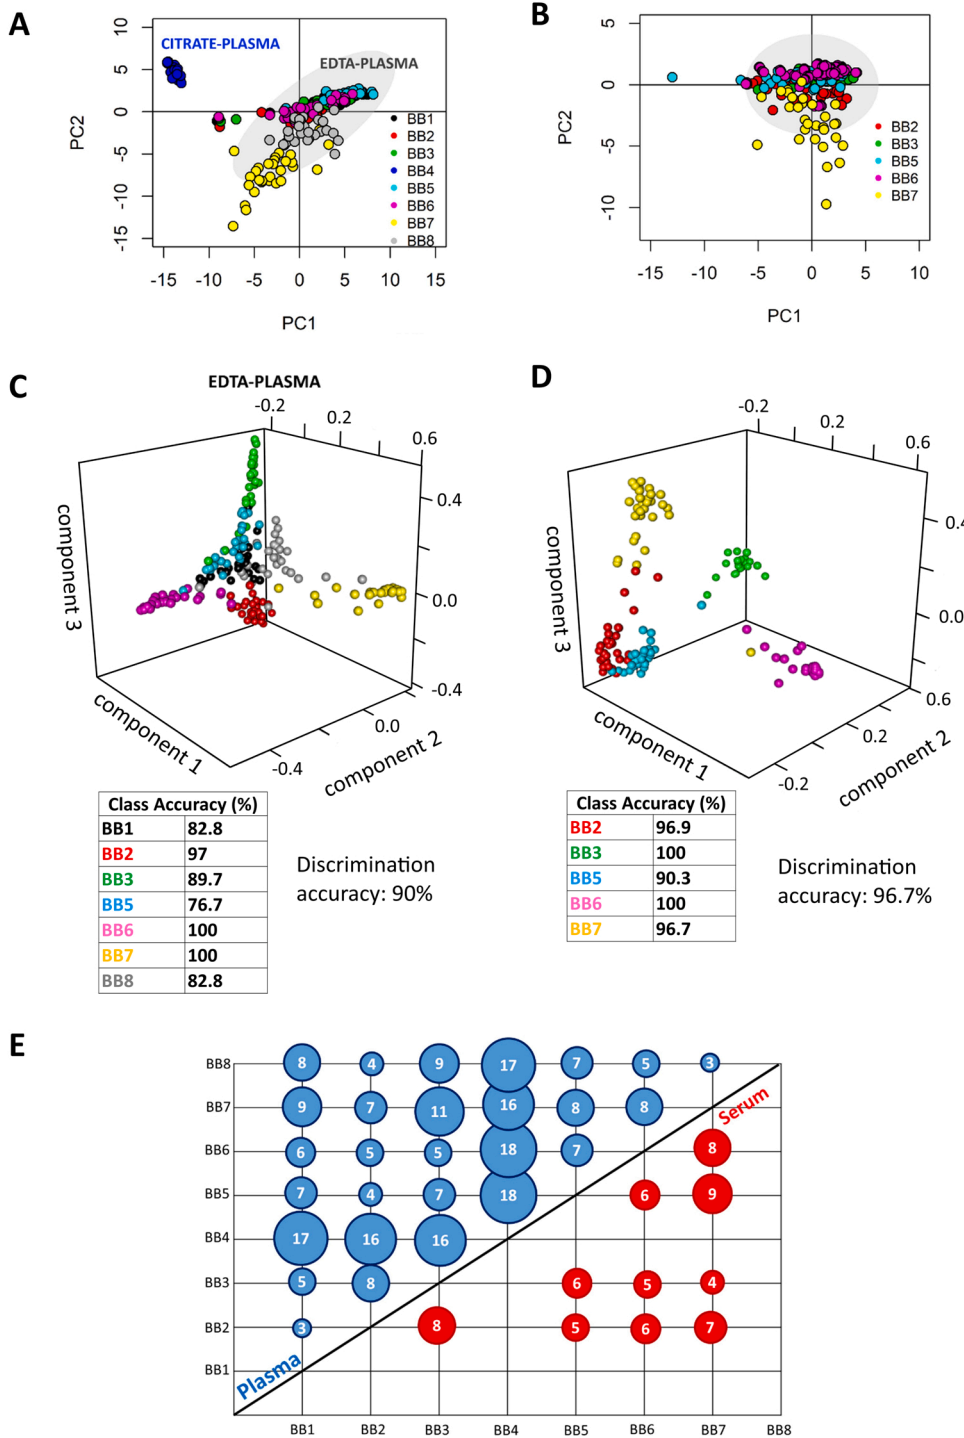 A
10
5
0
-5
-10
-15
PC2
CITRATE-PLASMA
EDTA-PLASMA
BB1
BB2
BB3
BB4
BB5
BB6
BB7
BB8
-15 -10 -5 0 5 10 15
PC1
B
5
0
-5
-10
PC2
BB2
BB3
BB5
BB6
BB7
-15 -10 -5 0 5 10
PC1
C
EDTA-PLASMA
-0.2 0.2 0.6
0.4
0.0
-0.4
component 3
component 1
component 2
-0.4 0.0
Class Accuracy (%)
BB1 82.8
BB2 97
BB3 89.7
BB5 76.7
BB6 100
BB7 100
BB8 82.8
Discrimination
accuracy: 90%
D
-0.2 0.2 0.6
0.4
0.0
component 3
component 1
component 2
-0.2 0.2 0.6
Class Accuracy (%)
BB2 96.9
BB3 100
BB5 90.3
BB6 100
BB7 96.7
Discrimination
accuracy: 96.7%
E
BB8 8 4 9 17 7 5 3
BB7 9 7 11 16 8 8
Serum
BB6 6 5 5 18 7 8
BB5 7 4 7 18 6 9
BB4 17 16 16
BB3 5 8 6 5 4
BB2 3 8 5 6 7
BB1
Plasma
BB1 BB2 BB3 BB4 BB5 BB6 BB7 BB8